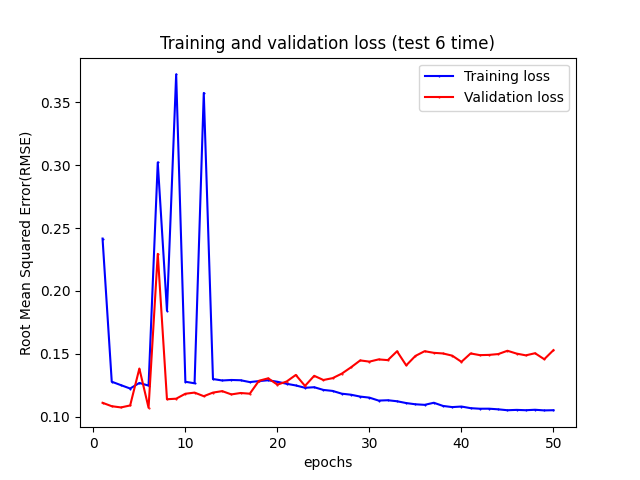 Training and validation loss (test 6 time)
Training loss
Validation loss
Root Mean Squared Error(RMSE)
0.35
0.30
0.25
0.20
0.15
0.10
0 10 20 30 40 50
epochs